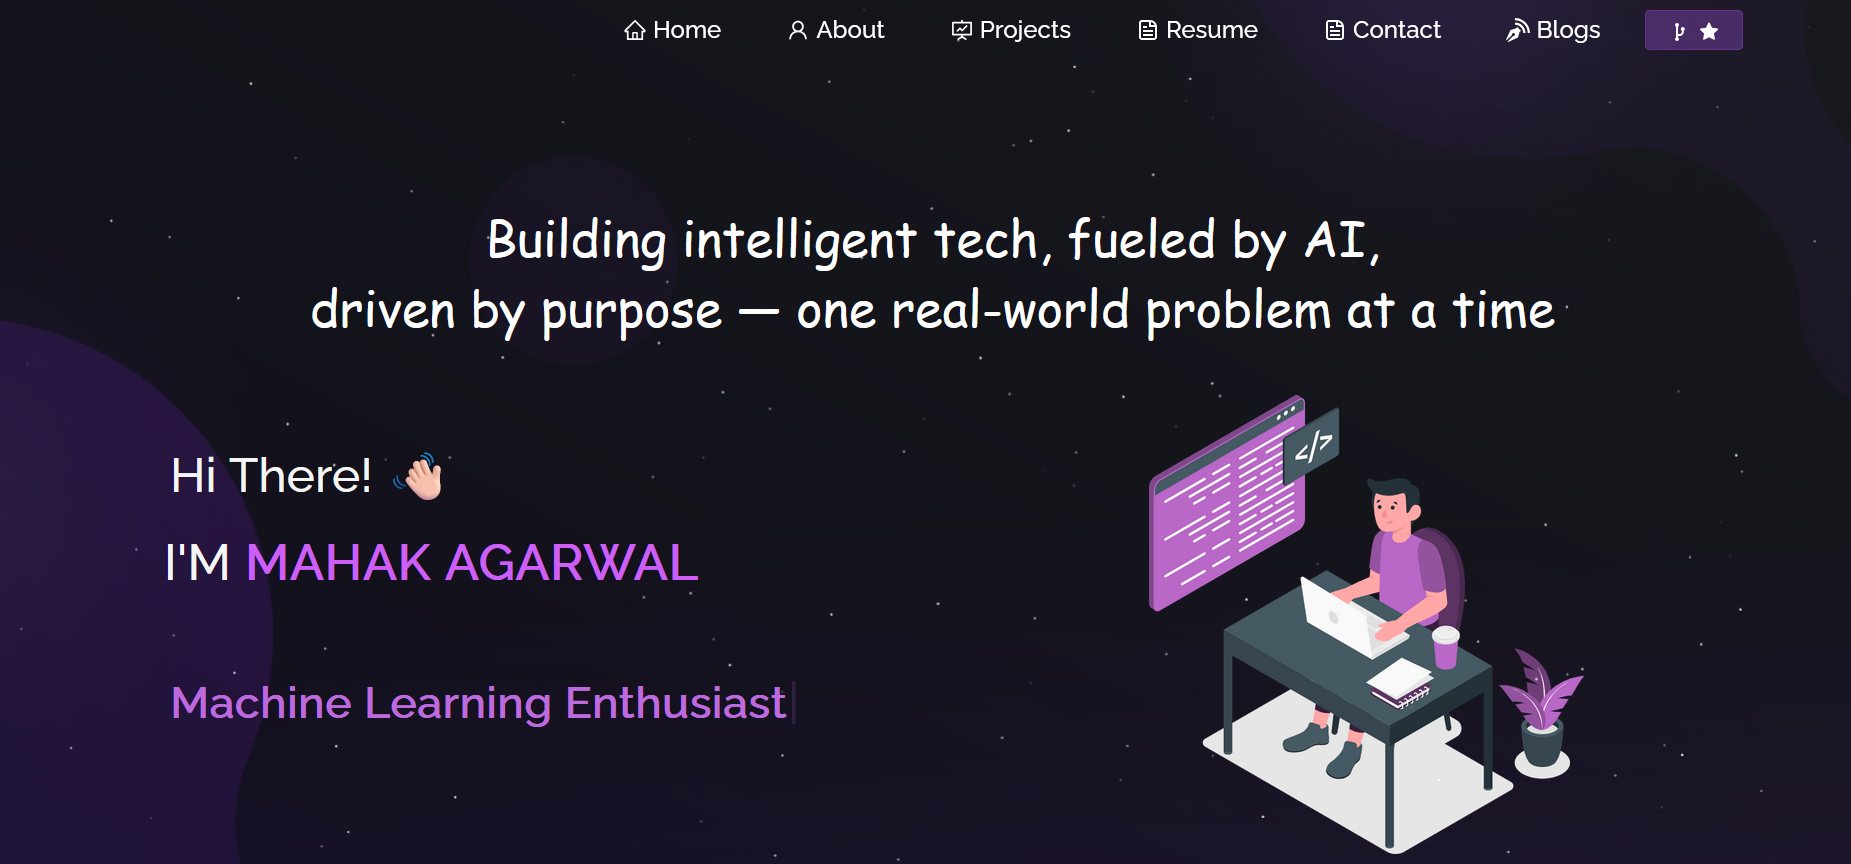 Home About Projects Resume Contact Blogs
Building intelligent tech, fueled by AI,
driven by purpose — one real-world problem at a time
</>
Hi There! 👋🏻
I'M MAHAK AGARWAL
Machine Learning Enthusiast